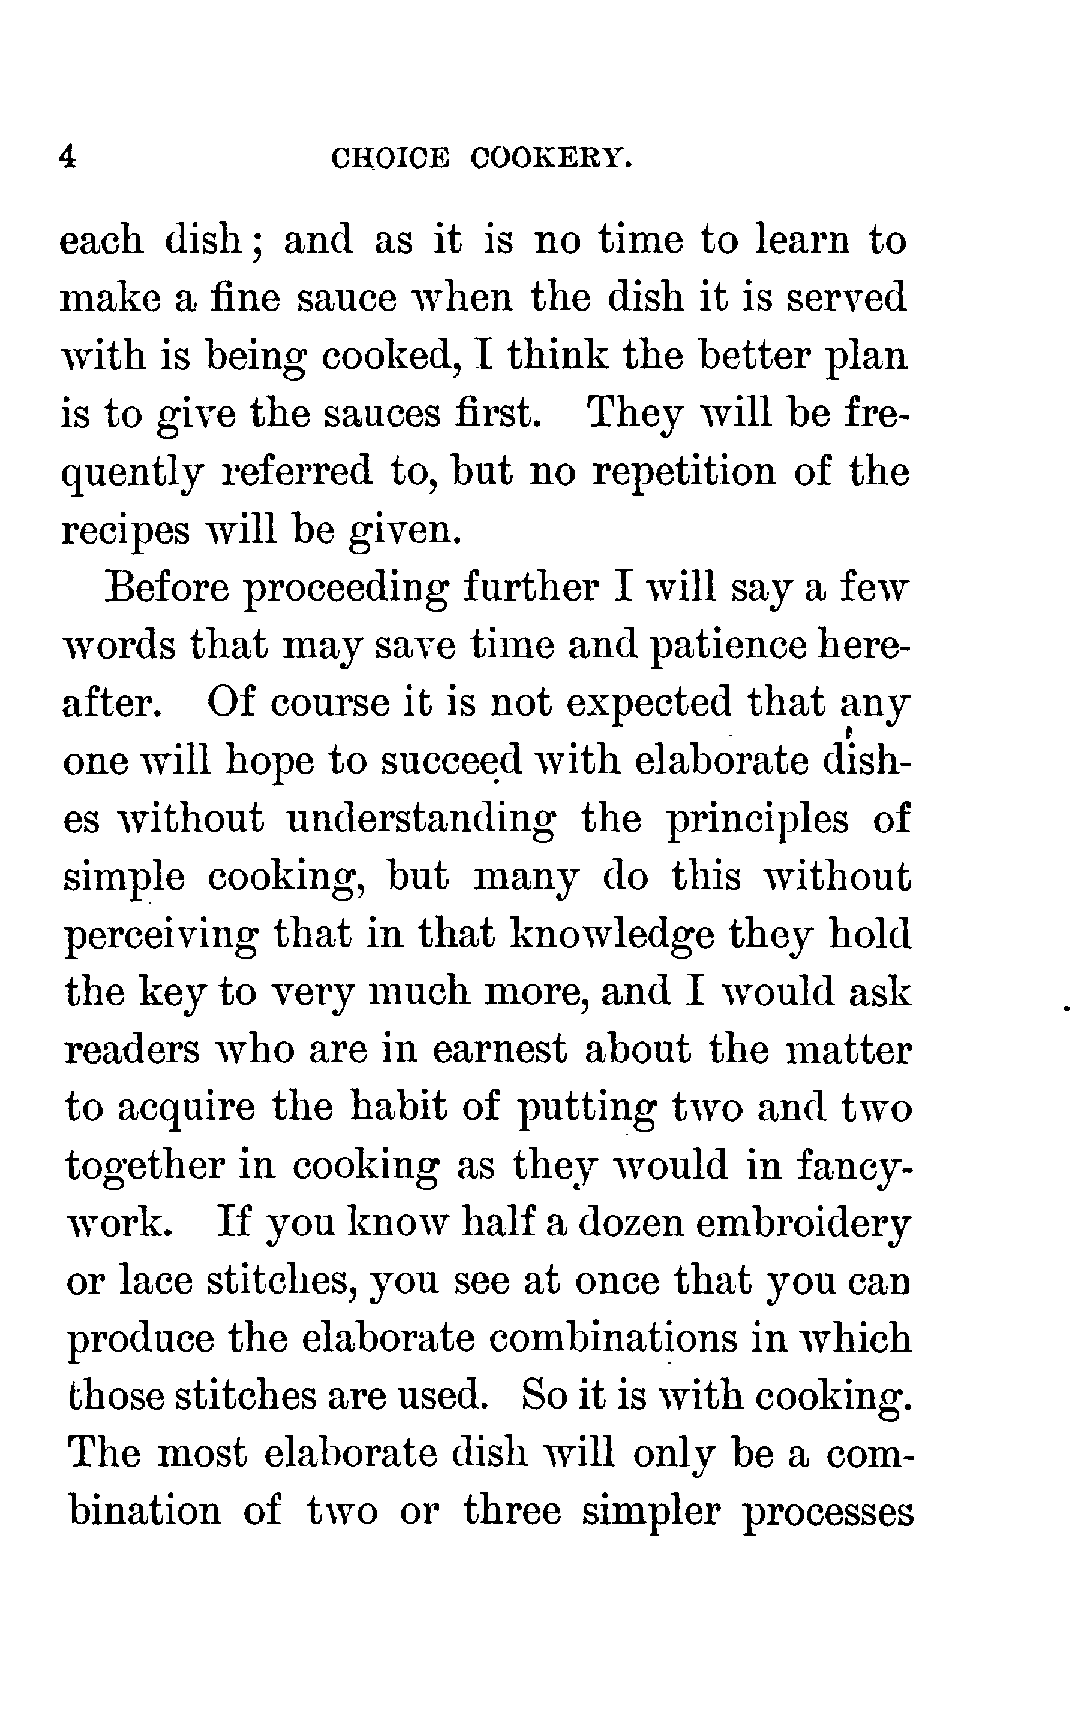 4 CHOICE COOKERY.
each dish; and as it is no time to learn to
make a fine sauce when the dish it is served
with is being cooked, I think the better plan
is to give the sauces first. They will be fre-
quently referred to, but no repetition of the
recipes will be given.
Before proceeding further I will say a few
words that may save time and patience here-
after. Of course it is not expected that any
one will hope to succeed with elaborate dish-
es without understanding the principles of
simple cooking, but many do this without
perceiving that in that knowledge they hold
the key to very much more, and I would ask
readers who are in earnest about the matter
to acquire the habit of putting two and two
together in cooking as they would in fancy-
work. If you know half a dozen embroidery
or lace stitches, you see at once that you can
produce the elaborate combinations in which
those stitches are used. So it is with cooking.
The most elaborate dish will only be a com-
bination of two or three simpler processes